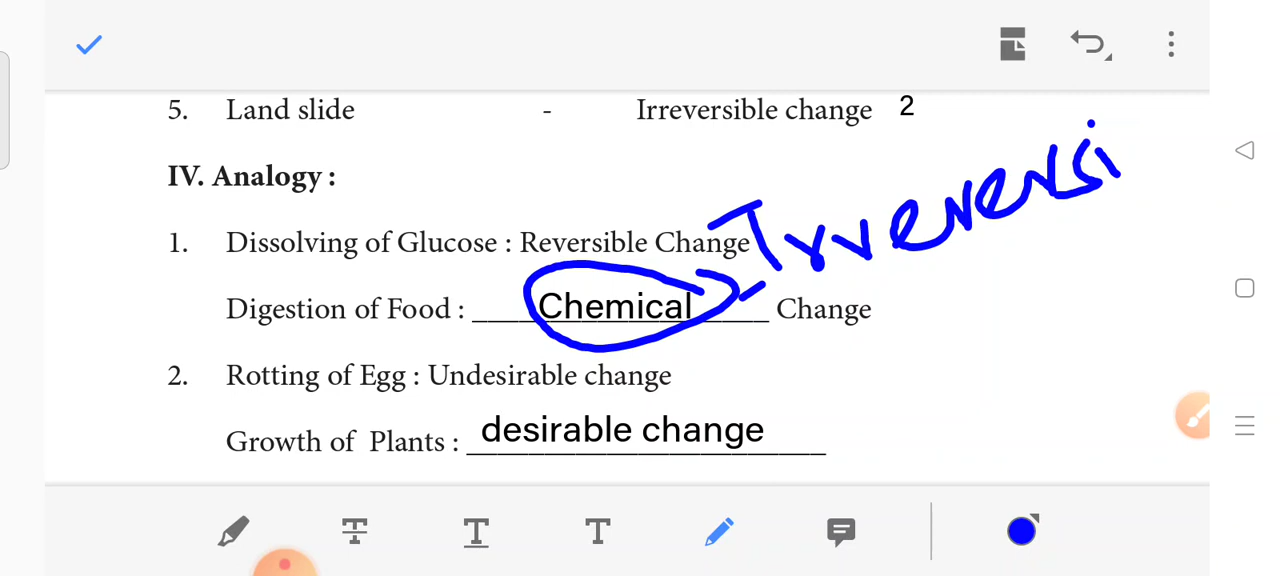 5. Land slide - Irreversible change 2
IV. Analogy :
1. Dissolving of Glucose : Reversible Change Irreversi
Digestion of Food : ____Chemical____ Change
2. Rotting of Egg : Undesirable change
Growth of Plants : desirable change
T T T